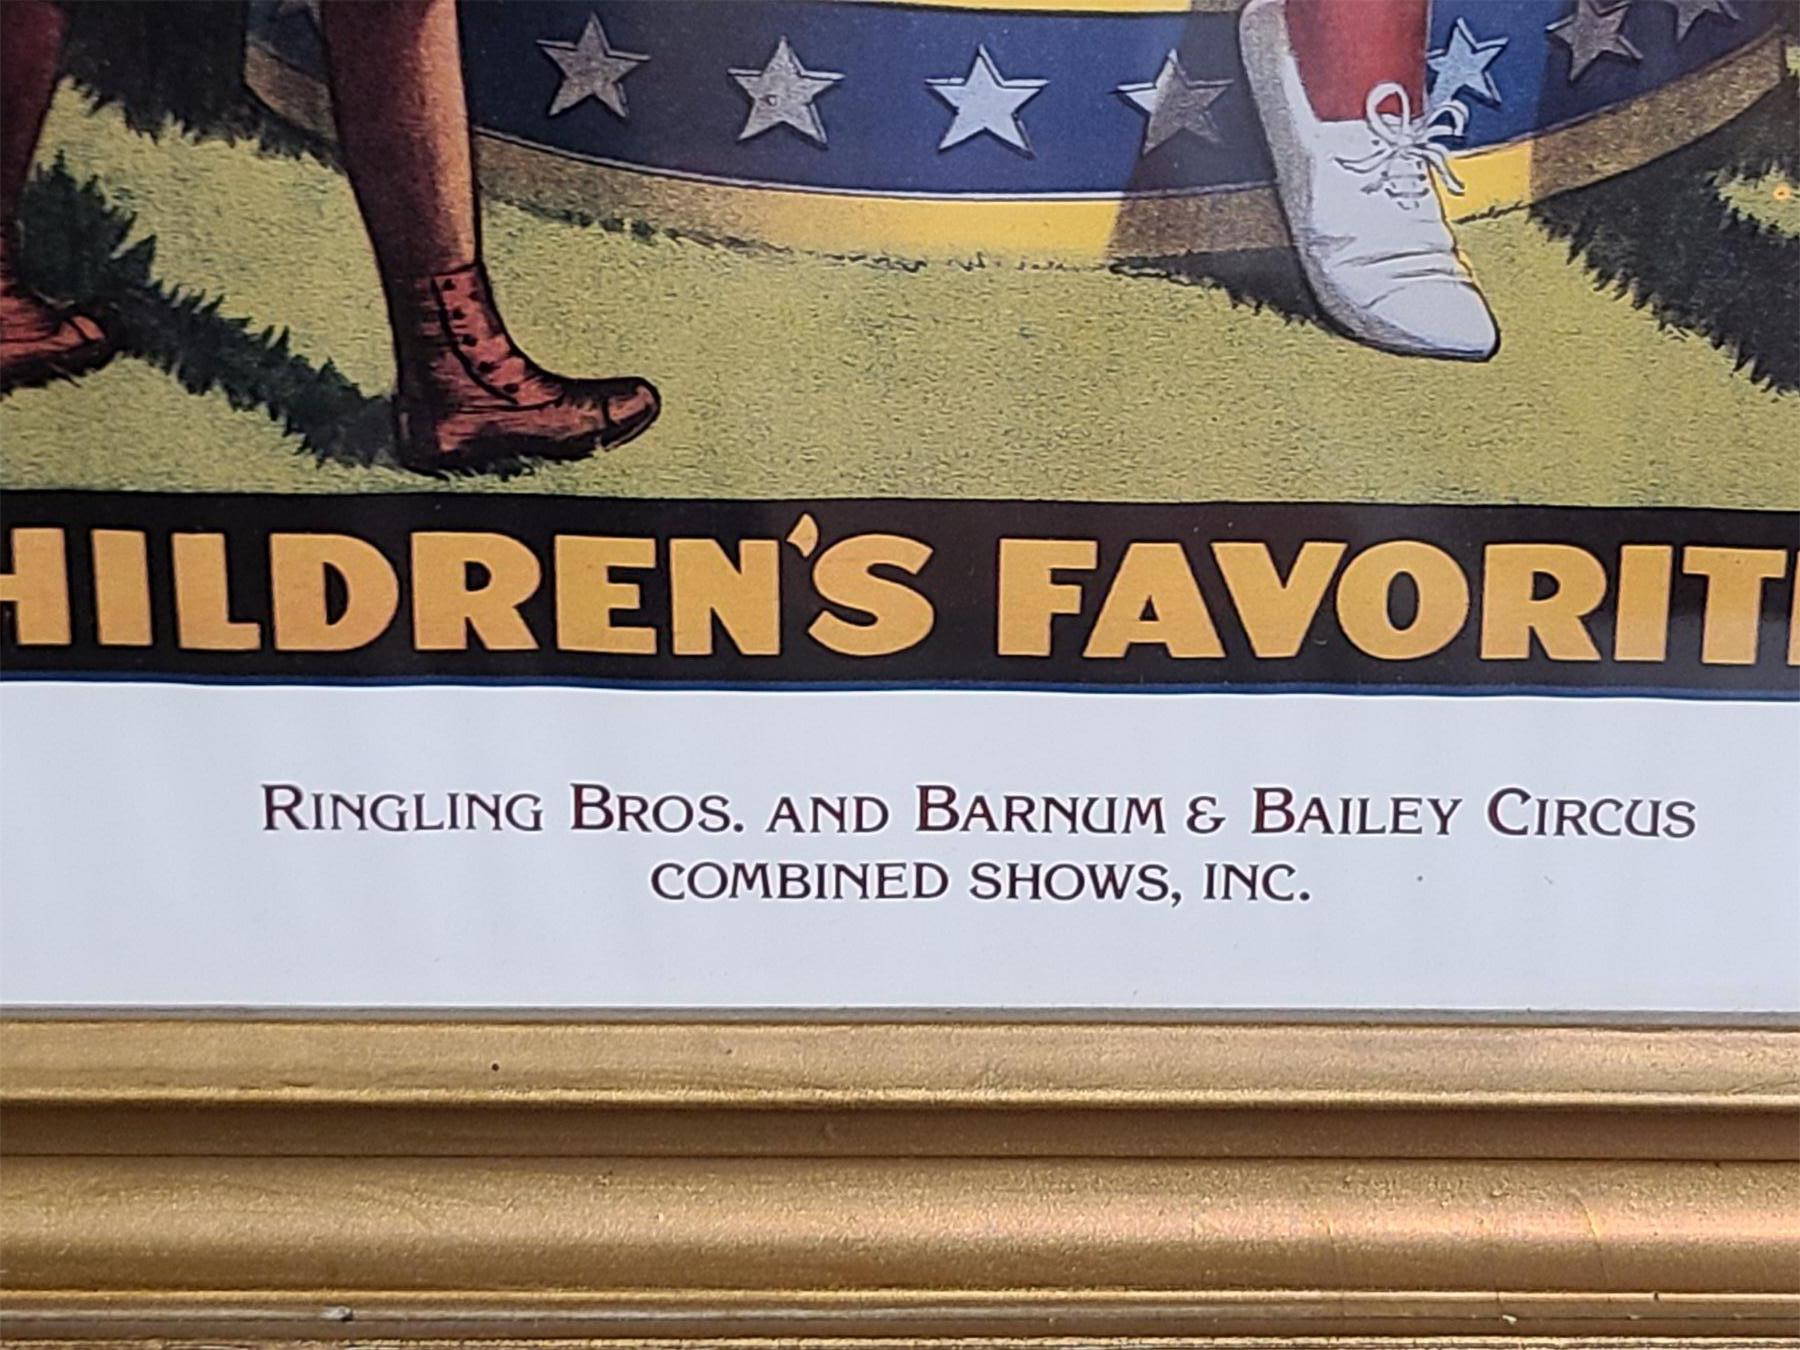 HILDREN'S FAVORIT
RINGLING BROS. AND BARNUM & BAILEY CIRCUS
COMBINED SHOWS, INC.